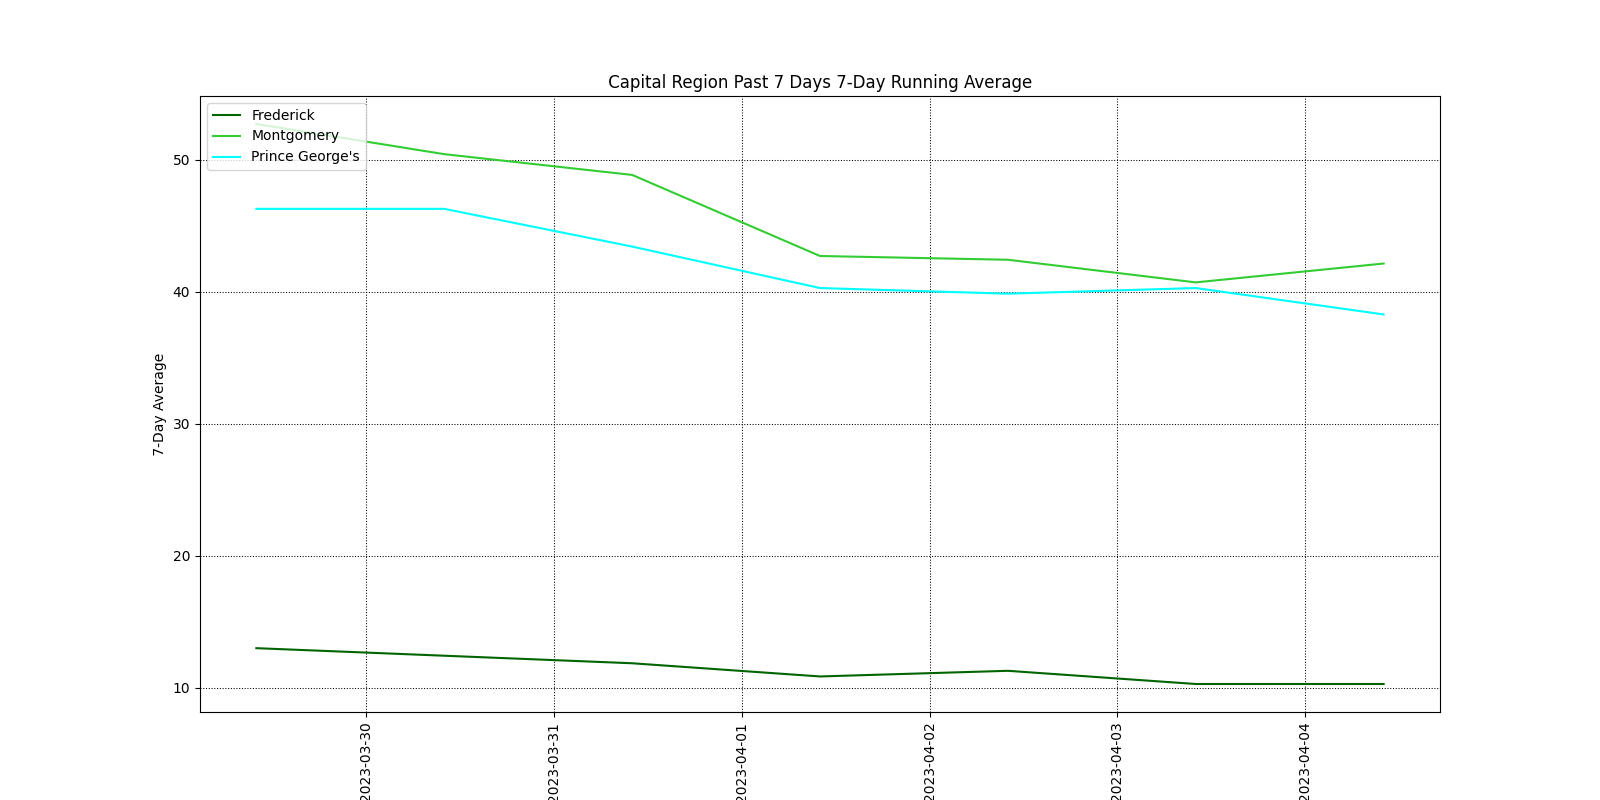 Capital Region Past 7 Days 7-Day Running Average
Frederick
Montgomery
Prince George's
7-Day Average
50
40
30
20
10
2023-03-30
2023-03-31
2023-04-01
2023-04-02
2023-04-03
2023-04-04